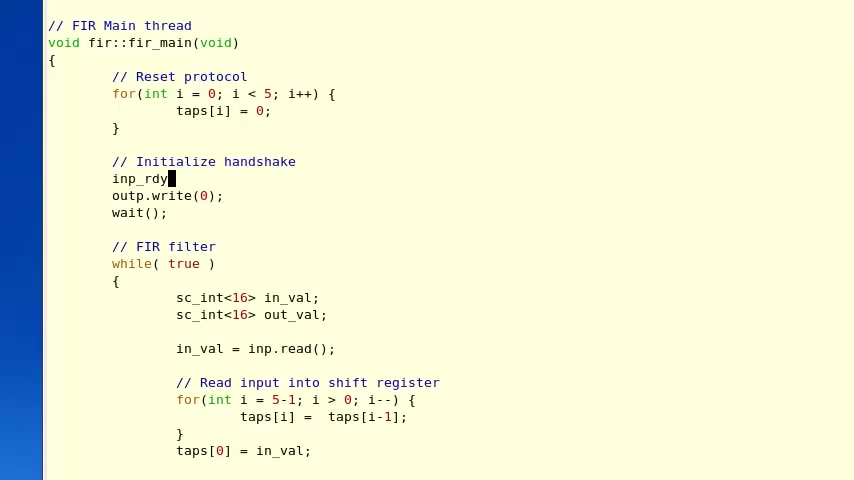 // FIR Main thread
void fir::fir_main(void)
{
        // Reset protocol
        for(int i = 0; i < 5; i++) {
                taps[i] = 0;
        }

        // Initialize handshake
        inp_rdy
        outp.write(0);
        wait();

        // FIR filter
        while( true )
        {
                sc_int<16> in_val;
                sc_int<16> out_val;

                in_val = inp.read();

                // Read input into shift register
                for(int i = 5-1; i > 0; i--) {
                        taps[i] =  taps[i-1];
                }
                taps[0] = in_val;